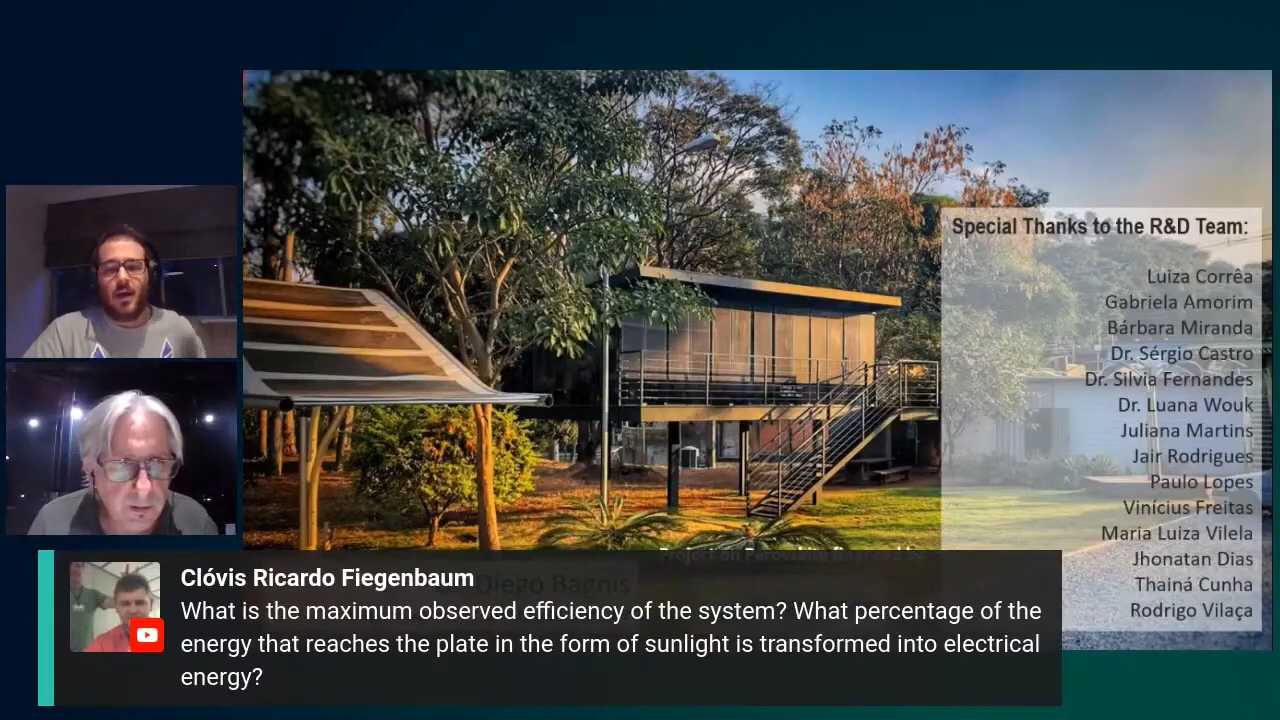 Special Thanks to the R&D Team:
Luiza Corrêa
Gabriela Amorim
Bárbara Miranda
Dr. Sérgio Castro
Dr. Silvia Fernandes
Dr. Luana Wouk
Juliana Martins
Jair Rodrigues
Paulo Lopes
Vinícius Freitas
Maria Luiza Vilela
Jhonatan Dias
Thainá Cunha
Rodrigo Vilaça
Diego Bagnis
Clóvis Ricardo Fiegenbaum
What is the maximum observed efficiency of the system? What percentage of the
energy that reaches the plate in the form of sunlight is transformed into electrical
energy?